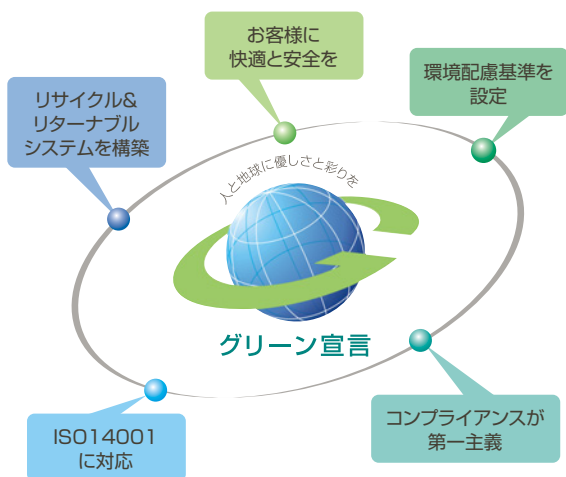 お客様に
快適と安全を
環境配慮基準を
設定
リサイクル&
リターナブル
システムを構築
人と地球に優しさと彩りを
グリーン宣言
コンプライアンスが
第一主義
ISO14001
に対応